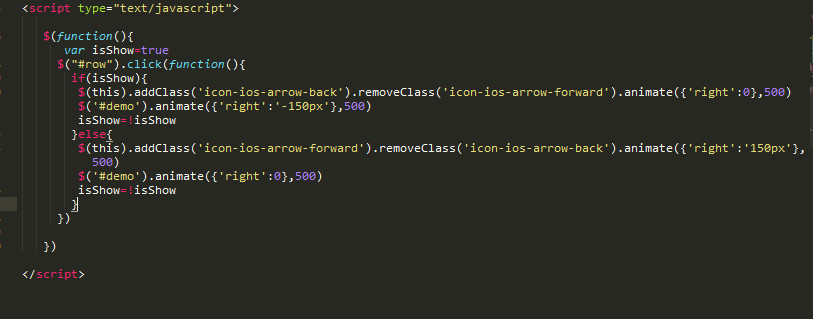 <script type="text/javascript">
$(function(){
var isShow=true
$("#row").click(function(){
if(isShow){
$(this).addClass('icon-ios-arrow-back').removeClass('icon-ios-arrow-forward').animate({'right':0},500)
$('#demo').animate({'right':'-150px'},500)
isShow=!isShow
}else{
$(this).addClass('icon-ios-arrow-forward').removeClass('icon-ios-arrow-back').animate({'right':'150px'},
500)
$('#demo').animate({'right':0},500)
isShow=!isShow
}
})
})
</script>